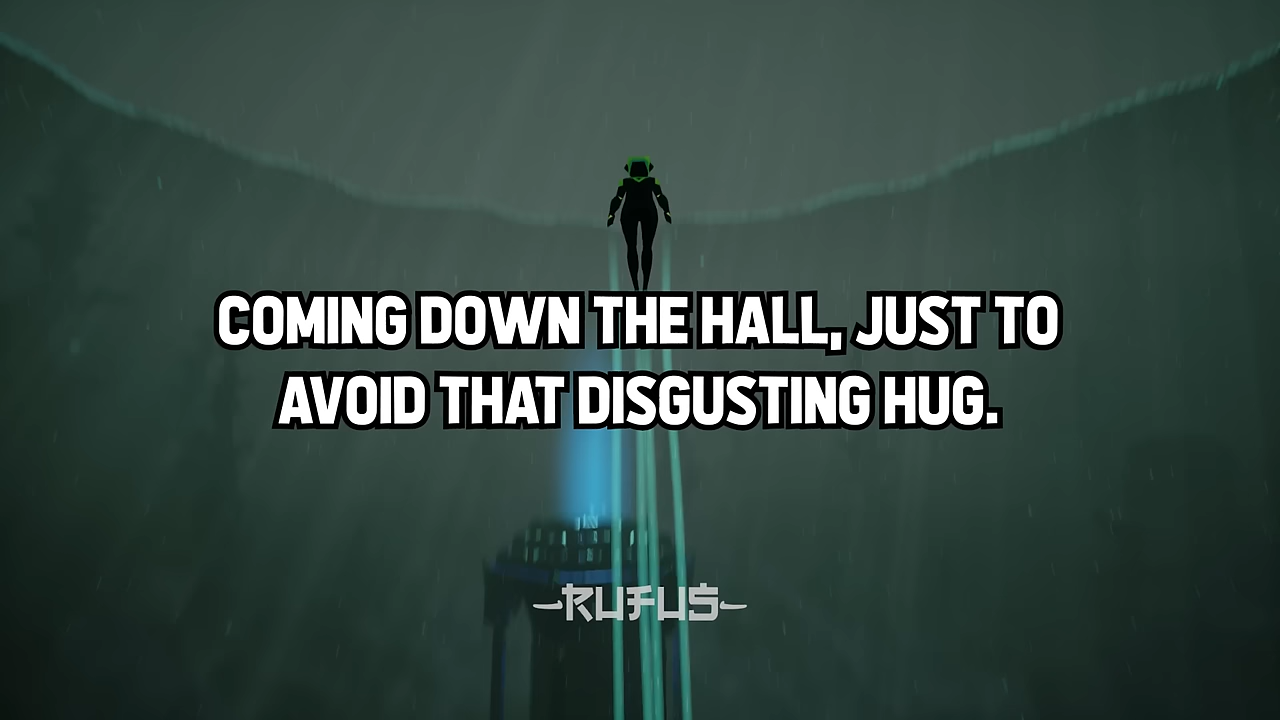 COMING DOWN THE HALL, JUST TO
AVOID THAT DISGUSTING HUG.
-RUFUS-